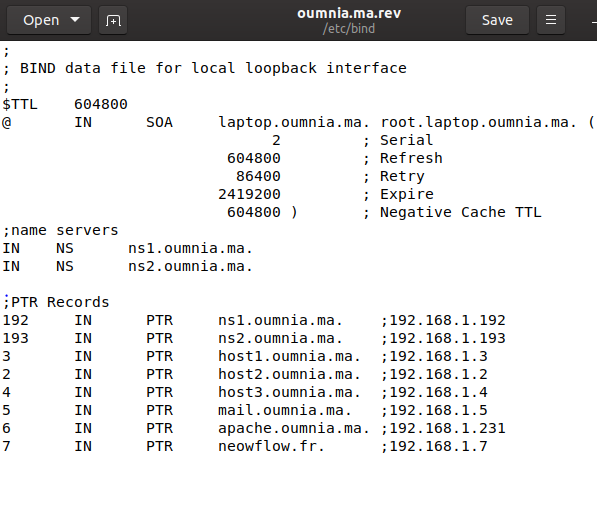 Open
oumnia.ma.rev
/etc/bind
Save
;
; BIND data file for local loopback interface
;
$TTL    604800
@       IN      SOA     laptop.oumnia.ma. root.laptop.oumnia.ma. (
                              2         ; Serial
                         604800         ; Refresh
                          86400         ; Retry
                        2419200         ; Expire
                         604800 )       ; Negative Cache TTL
;name servers
IN    NS      ns1.oumnia.ma.
IN    NS      ns2.oumnia.ma.
;PTR Records
192     IN      PTR     ns1.oumnia.ma.    ;192.168.1.192
193     IN      PTR     ns2.oumnia.ma.    ;192.168.1.193
3       IN      PTR     host1.oumnia.ma.  ;192.168.1.3
2       IN      PTR     host2.oumnia.ma.  ;192.168.1.2
4       IN      PTR     host3.oumnia.ma.  ;192.168.1.4
5       IN      PTR     mail.oumnia.ma.   ;192.168.1.5
6       IN      PTR     apache.oumnia.ma. ;192.168.1.231
7       IN      PTR     neowflow.fr.      ;192.168.1.7